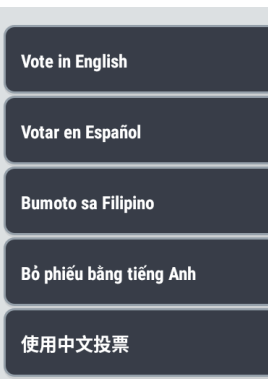 Vote in English
Votar en Español
Bumoto sa Filipino
Bỏ phiếu bằng tiếng Anh
使用中文投票